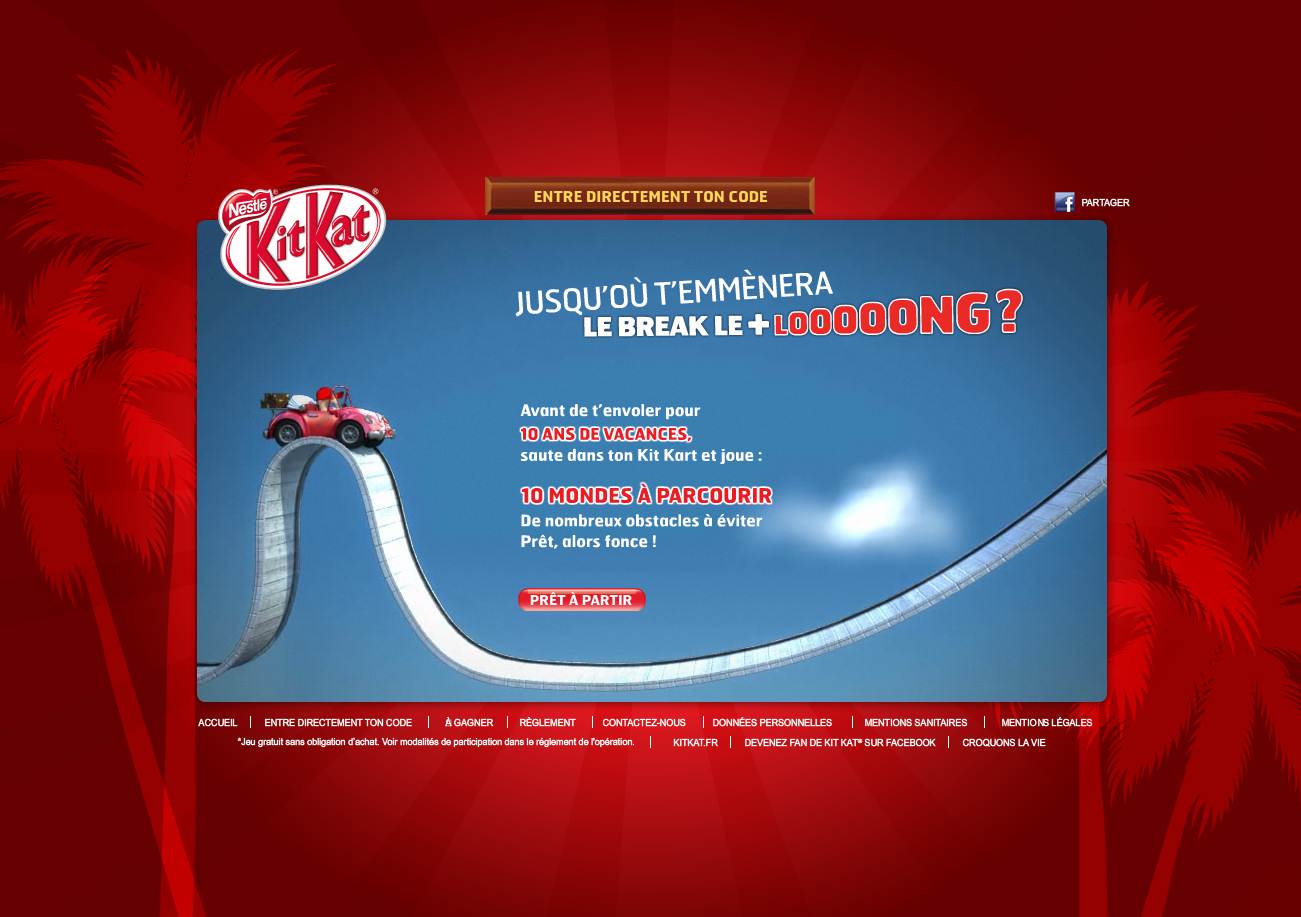 ENTRE DIRECTEMENT TON CODE
PARTAGER
Nestlé
KitKat
JUSQU'OÙ T'EMMÈNERA
LE BREAK LE + LOOOOONG ?
Avant de t'envoler pour
10 ANS DE VACANCES,
saute dans ton Kit Kart et joue :
10 MONDES À PARCOURIR
De nombreux obstacles à éviter
Prêt, alors fonce !
PRÊT À PARTIR
ACCUEIL | ENTRE DIRECTEMENT TON CODE | À GAGNER | RÈGLEMENT | CONTACTEZ-NOUS | DONNÉES PERSONNELLES | MENTIONS SANITAIRES | MENTIONS LÉGALES
*Jeu gratuit sans obligation d'achat. Voir modalités de participation dans le réglement de l'opération. | KITKAT.FR | DEVENEZ FAN DE KIT KAT® SUR FACEBOOK | CROQUONS LA VIE